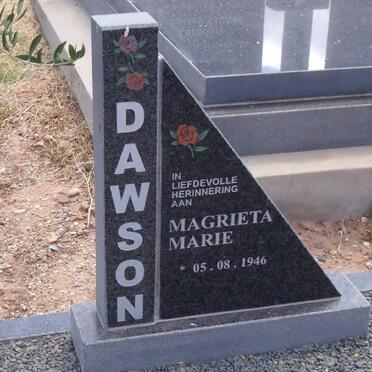 DAWSON
IN
LIEFDEVOLLE
HERINNERING
AAN
MAGRIETA
MARIE
* 05.08.1946